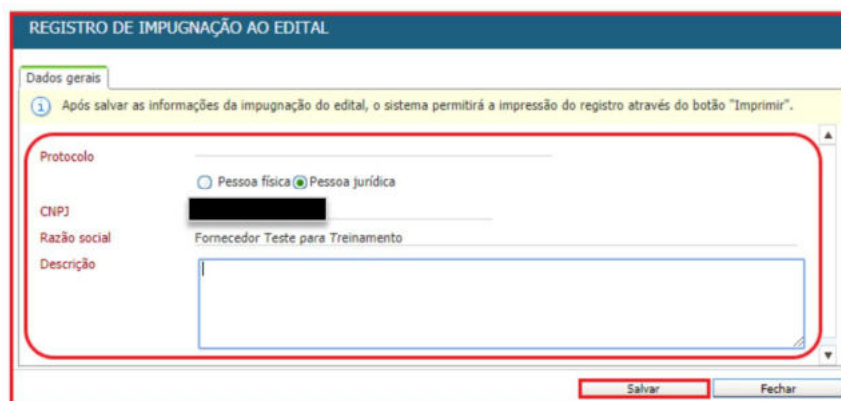 REGISTRO DE IMPUGNAÇÃO AO EDITAL
Dados gerais
Após salvar as informações da impugnação do edital, o sistema permitirá a impressão do registro através do botão "Imprimir".
Protocolo
Pessoa física Pessoa jurídica
CNPJ
Razão social Fornecedor Teste para Treinamento
Descrição
Salvar Fechar